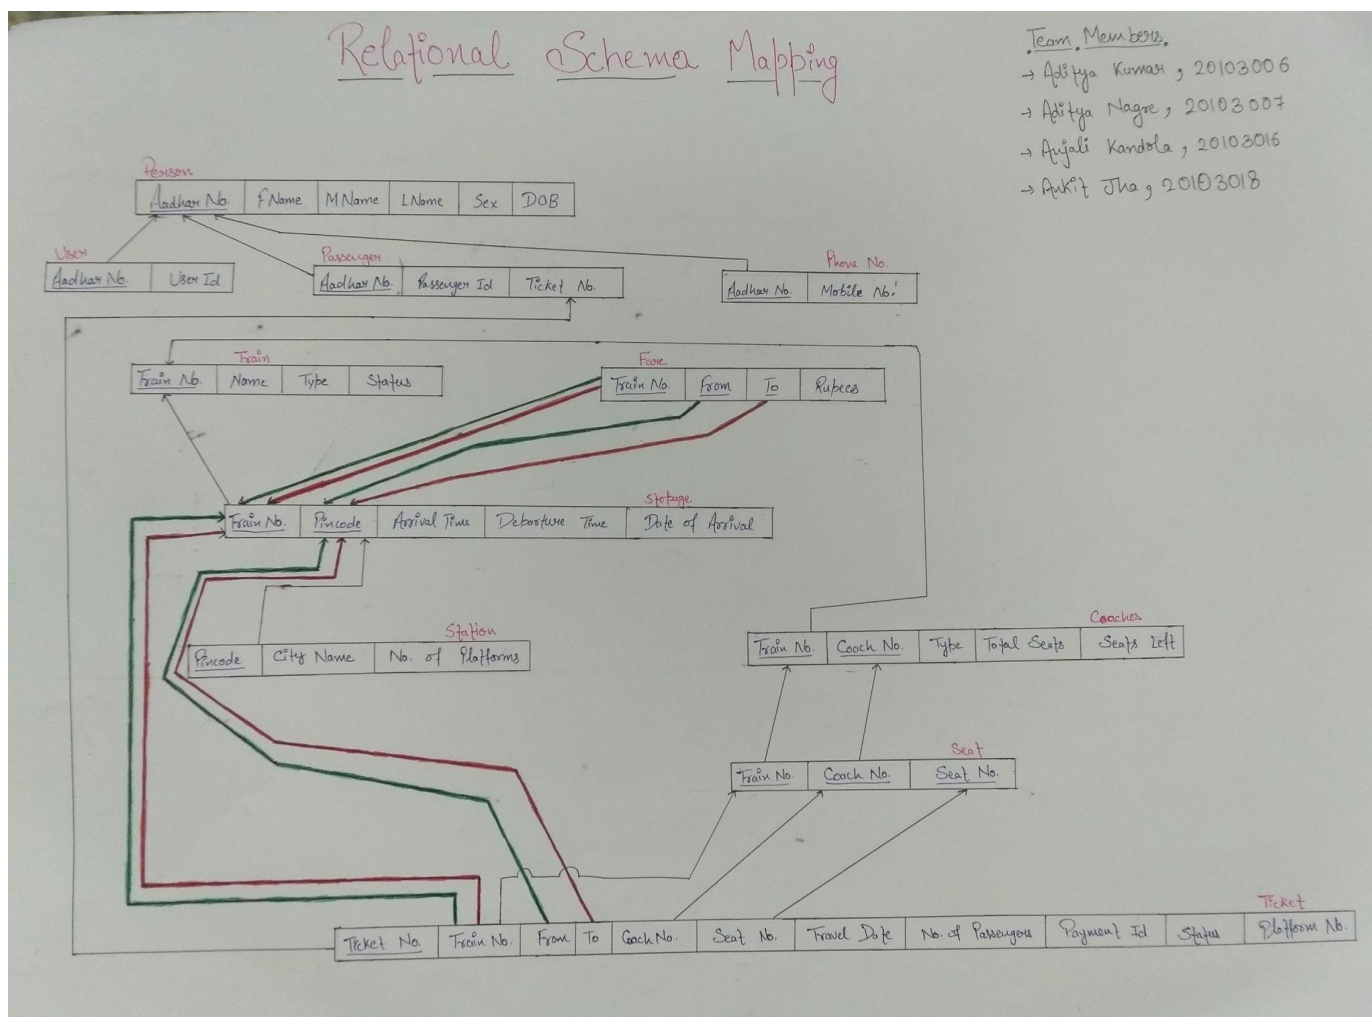 Relational Schema Mapping
Team Members
→ Aditya Kumar, 20103006
→ Aditya Nagre, 20103007
→ Anjali Kandola, 20103016
→ Ankit Jha, 20103018
Person
Aadhar No. FName MName LName Sex DOB
User
Aadhar No. User Id
Passenger
Aadhar No. Passenger Id Ticket No.
Phone No.
Aadhar No. Mobile No.
Train
Train No. Name Type Status
Fare
Train No. From To Rupees
Stopage
Train No. Pincode Arrival Time Departure Time Date of Arrival
Station
Pincode City Name No. of Platforms
Coaches
Train No. Coach No. Type Total Seats Seats Left
Seat
Train No. Coach No. Seat No.
Ticket
Ticket No. Train No. From To Coach No. Seat No. Travel Date No. of Passengers Payment Id Status Platform No.